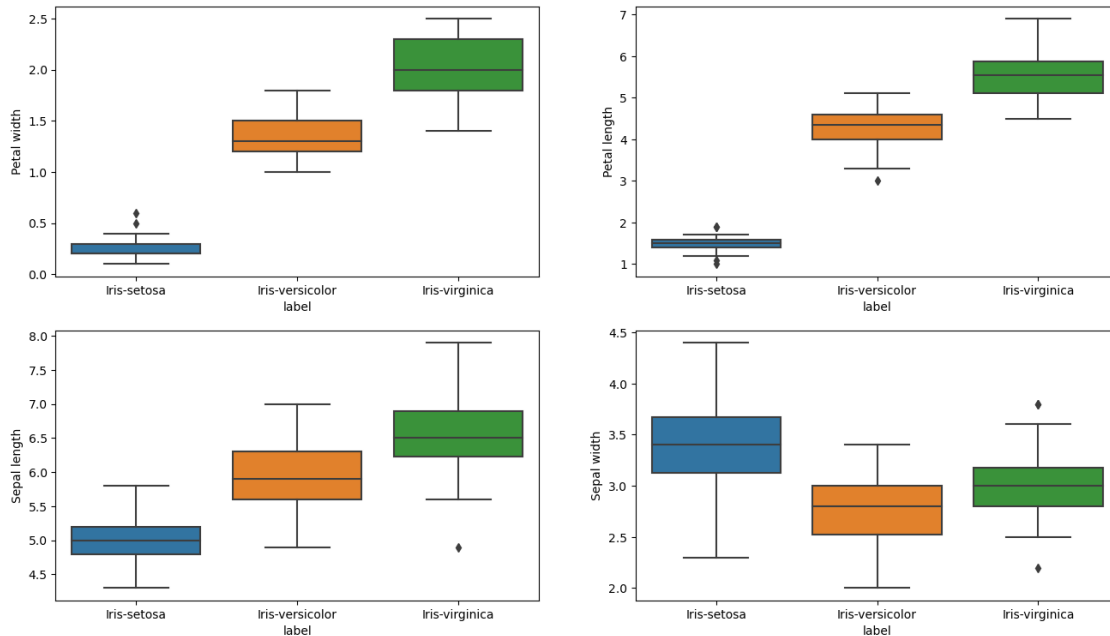 Petal width
2.5
2.0
1.5
1.0
0.5
0.0
Iris-setosa Iris-versicolor Iris-virginica
label
Petal length
7
6
5
4
3
2
1
Iris-setosa Iris-versicolor Iris-virginica
label
Sepal length
8.0
7.5
7.0
6.5
6.0
5.5
5.0
4.5
Iris-setosa Iris-versicolor Iris-virginica
label
Sepal width
4.5
4.0
3.5
3.0
2.5
2.0
Iris-setosa Iris-versicolor Iris-virginica
label